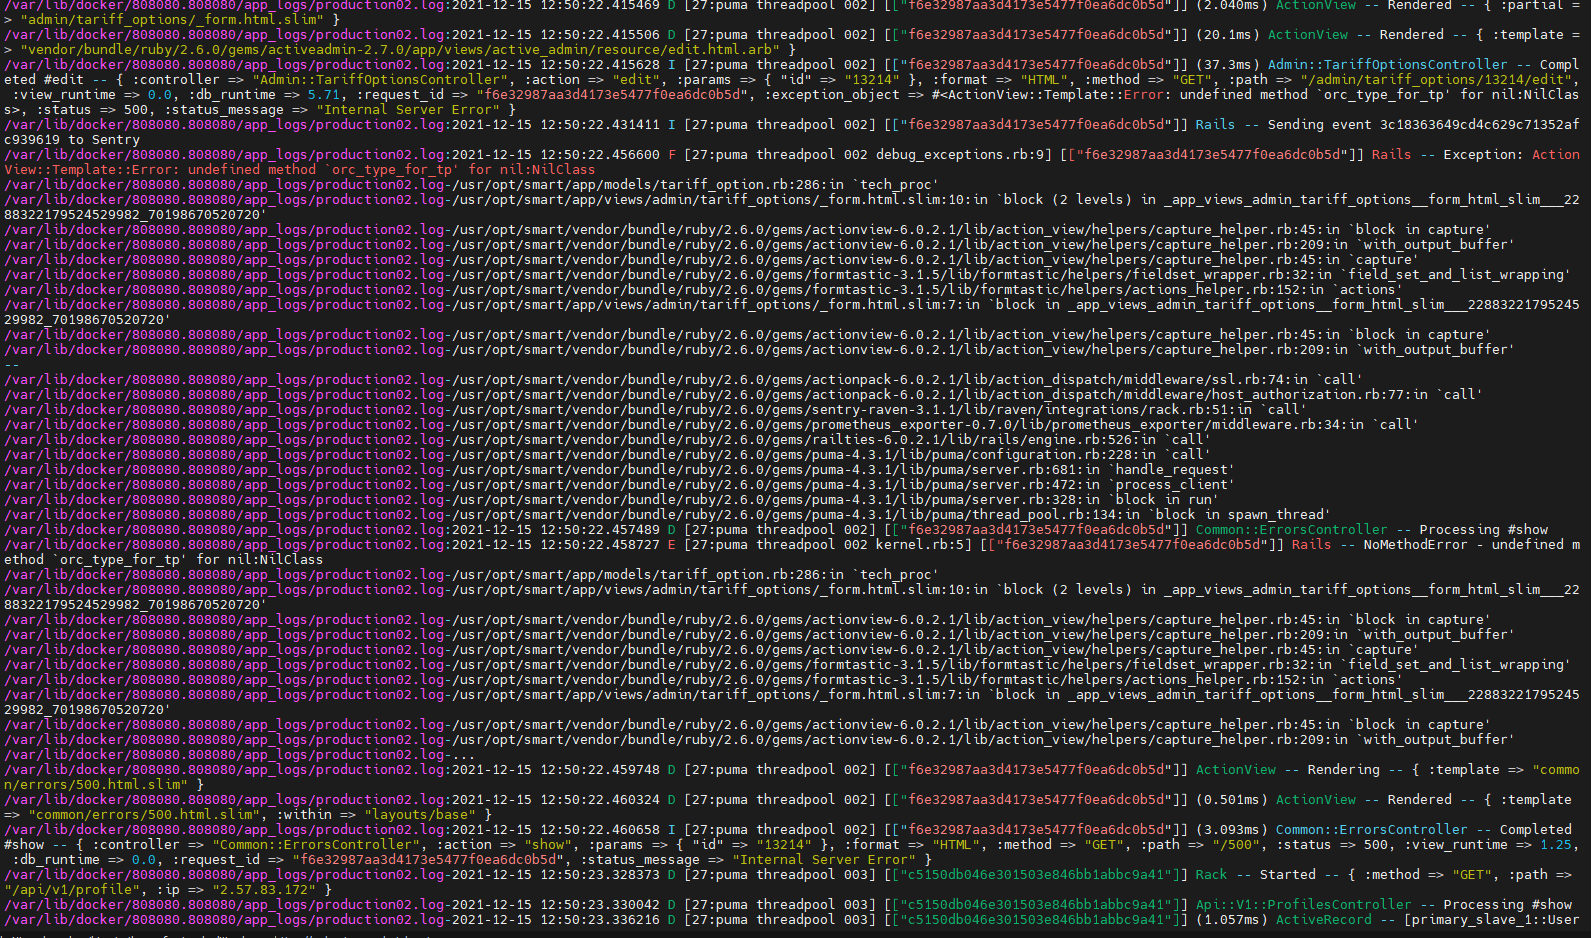 /var/lib/docker/808080.808080/app_logs/production02.log:2021-12-15 12:50:22.415469 D [27:puma threadpool 002] [["f6e32987aa3d4173e5477f0ea6dc0b5d"]] (2.040ms) ActionView -- Rendered -- { :partial =
> "admin/tariff_options/_form.html.slim" }
/var/lib/docker/808080.808080/app_logs/production02.log:2021-12-15 12:50:22.415506 D [27:puma threadpool 002] [["f6e32987aa3d4173e5477f0ea6dc0b5d"]] (20.1ms) ActionView -- Rendered -- { :template =
> "vendor/bundle/ruby/2.6.0/gems/activeadmin-2.7.0/app/views/active_admin/resource/edit.html.arb" }
/var/lib/docker/808080.808080/app_logs/production02.log:2021-12-15 12:50:22.415628 I [27:puma threadpool 002] [["f6e32987aa3d4173e5477f0ea6dc0b5d"]] (37.3ms) Admin::TariffOptionsController -- Compl
eted #edit -- { :controller => "Admin::TariffOptionsController", :action => "edit", :params => { "id" => "13214" }, :format => "HTML", :method => "GET", :path => "/admin/tariff_options/13214/edit",
:view_runtime => 0.0, :db_runtime => 5.71, :request_id => "f6e32987aa3d4173e5477f0ea6dc0b5d", :exception_object => #<ActionView::Template::Error: undefined method `orc_type_for_tp' for nil:NilClas
s>, :status => 500, :status_message => "Internal Server Error" }
/var/lib/docker/808080.808080/app_logs/production02.log:2021-12-15 12:50:22.431411 I [27:puma threadpool 002] [["f6e32987aa3d4173e5477f0ea6dc0b5d"]] Rails -- Sending event 3c18363649cd4c629c71352af
c939619 to Sentry
/var/lib/docker/808080.808080/app_logs/production02.log:2021-12-15 12:50:22.456600 F [27:puma threadpool 002 debug_exceptions.rb:9] [["f6e32987aa3d4173e5477f0ea6dc0b5d"]] Rails -- Exception: Action
View::Template::Error: undefined method `orc_type_for_tp' for nil:NilClass
/var/lib/docker/808080.808080/app_logs/production02.log-/usr/opt/smart/app/models/tariff_option.rb:286:in `tech_proc'
/var/lib/docker/808080.808080/app_logs/production02.log-/usr/opt/smart/app/views/admin/tariff_options/_form.html.slim:10:in `block (2 levels) in _app_views_admin_tariff_options__form_html_slim___22
88322179524529982_70198670520720'
/var/lib/docker/808080.808080/app_logs/production02.log-/usr/opt/smart/vendor/bundle/ruby/2.6.0/gems/actionview-6.0.2.1/lib/action_view/helpers/capture_helper.rb:45:in `block in capture'
/var/lib/docker/808080.808080/app_logs/production02.log-/usr/opt/smart/vendor/bundle/ruby/2.6.0/gems/actionview-6.0.2.1/lib/action_view/helpers/capture_helper.rb:209:in `with_output_buffer'
/var/lib/docker/808080.808080/app_logs/production02.log-/usr/opt/smart/vendor/bundle/ruby/2.6.0/gems/actionview-6.0.2.1/lib/action_view/helpers/capture_helper.rb:45:in `capture'
/var/lib/docker/808080.808080/app_logs/production02.log-/usr/opt/smart/vendor/bundle/ruby/2.6.0/gems/formtastic-3.1.5/lib/formtastic/helpers/fieldset_wrapper.rb:32:in `field_set_and_list_wrapping'
/var/lib/docker/808080.808080/app_logs/production02.log-/usr/opt/smart/vendor/bundle/ruby/2.6.0/gems/formtastic-3.1.5/lib/formtastic/helpers/actions_helper.rb:152:in `actions'
/var/lib/docker/808080.808080/app_logs/production02.log-/usr/opt/smart/app/views/admin/tariff_options/_form.html.slim:7:in `block in _app_views_admin_tariff_options__form_html_slim___22883221795245
29982_70198670520720'
/var/lib/docker/808080.808080/app_logs/production02.log-/usr/opt/smart/vendor/bundle/ruby/2.6.0/gems/actionview-6.0.2.1/lib/action_view/helpers/capture_helper.rb:45:in `block in capture'
/var/lib/docker/808080.808080/app_logs/production02.log-/usr/opt/smart/vendor/bundle/ruby/2.6.0/gems/actionview-6.0.2.1/lib/action_view/helpers/capture_helper.rb:209:in `with_output_buffer'
--
/var/lib/docker/808080.808080/app_logs/production02.log-/usr/opt/smart/vendor/bundle/ruby/2.6.0/gems/actionpack-6.0.2.1/lib/action_dispatch/middleware/ssl.rb:74:in `call'
/var/lib/docker/808080.808080/app_logs/production02.log-/usr/opt/smart/vendor/bundle/ruby/2.6.0/gems/actionpack-6.0.2.1/lib/action_dispatch/middleware/host_authorization.rb:77:in `call'
/var/lib/docker/808080.808080/app_logs/production02.log-/usr/opt/smart/vendor/bundle/ruby/2.6.0/gems/sentry-raven-3.1.1/lib/raven/integrations/rack.rb:51:in `call'
/var/lib/docker/808080.808080/app_logs/production02.log-/usr/opt/smart/vendor/bundle/ruby/2.6.0/gems/prometheus_exporter-0.7.0/lib/prometheus_exporter/middleware.rb:34:in `call'
/var/lib/docker/808080.808080/app_logs/production02.log-/usr/opt/smart/vendor/bundle/ruby/2.6.0/gems/railties-6.0.2.1/lib/rails/engine.rb:526:in `call'
/var/lib/docker/808080.808080/app_logs/production02.log-/usr/opt/smart/vendor/bundle/ruby/2.6.0/gems/puma-4.3.1/lib/puma/configuration.rb:228:in `call'
/var/lib/docker/808080.808080/app_logs/production02.log-/usr/opt/smart/vendor/bundle/ruby/2.6.0/gems/puma-4.3.1/lib/puma/server.rb:681:in `handle_request'
/var/lib/docker/808080.808080/app_logs/production02.log-/usr/opt/smart/vendor/bundle/ruby/2.6.0/gems/puma-4.3.1/lib/puma/server.rb:472:in `process_client'
/var/lib/docker/808080.808080/app_logs/production02.log-/usr/opt/smart/vendor/bundle/ruby/2.6.0/gems/puma-4.3.1/lib/puma/server.rb:328:in `block in run'
/var/lib/docker/808080.808080/app_logs/production02.log-/usr/opt/smart/vendor/bundle/ruby/2.6.0/gems/puma-4.3.1/lib/puma/thread_pool.rb:134:in `block in spawn_thread'
/var/lib/docker/808080.808080/app_logs/production02.log:2021-12-15 12:50:22.457489 D [27:puma threadpool 002] [["f6e32987aa3d4173e5477f0ea6dc0b5d"]] Common::ErrorsController -- Processing #show
/var/lib/docker/808080.808080/app_logs/production02.log:2021-12-15 12:50:22.458727 E [27:puma threadpool 002 kernel.rb:5] [["f6e32987aa3d4173e5477f0ea6dc0b5d"]] Rails -- NoMethodError - undefined m
ethod `orc_type_for_tp' for nil:NilClass
/var/lib/docker/808080.808080/app_logs/production02.log-/usr/opt/smart/app/models/tariff_option.rb:286:in `tech_proc'
/var/lib/docker/808080.808080/app_logs/production02.log-/usr/opt/smart/app/views/admin/tariff_options/_form.html.slim:10:in `block (2 levels) in _app_views_admin_tariff_options__form_html_slim___22
88322179524529982_70198670520720'
/var/lib/docker/808080.808080/app_logs/production02.log-/usr/opt/smart/vendor/bundle/ruby/2.6.0/gems/actionview-6.0.2.1/lib/action_view/helpers/capture_helper.rb:45:in `block in capture'
/var/lib/docker/808080.808080/app_logs/production02.log-/usr/opt/smart/vendor/bundle/ruby/2.6.0/gems/actionview-6.0.2.1/lib/action_view/helpers/capture_helper.rb:209:in `with_output_buffer'
/var/lib/docker/808080.808080/app_logs/production02.log-/usr/opt/smart/vendor/bundle/ruby/2.6.0/gems/actionview-6.0.2.1/lib/action_view/helpers/capture_helper.rb:45:in `capture'
/var/lib/docker/808080.808080/app_logs/production02.log-/usr/opt/smart/vendor/bundle/ruby/2.6.0/gems/formtastic-3.1.5/lib/formtastic/helpers/fieldset_wrapper.rb:32:in `field_set_and_list_wrapping'
/var/lib/docker/808080.808080/app_logs/production02.log-/usr/opt/smart/vendor/bundle/ruby/2.6.0/gems/formtastic-3.1.5/lib/formtastic/helpers/actions_helper.rb:152:in `actions'
/var/lib/docker/808080.808080/app_logs/production02.log-/usr/opt/smart/app/views/admin/tariff_options/_form.html.slim:7:in `block in _app_views_admin_tariff_options__form_html_slim___22883221795245
29982_70198670520720'
/var/lib/docker/808080.808080/app_logs/production02.log-/usr/opt/smart/vendor/bundle/ruby/2.6.0/gems/actionview-6.0.2.1/lib/action_view/helpers/capture_helper.rb:45:in `block in capture'
/var/lib/docker/808080.808080/app_logs/production02.log-/usr/opt/smart/vendor/bundle/ruby/2.6.0/gems/actionview-6.0.2.1/lib/action_view/helpers/capture_helper.rb:209:in `with_output_buffer'
/var/lib/docker/808080.808080/app_logs/production02.log-...
/var/lib/docker/808080.808080/app_logs/production02.log:2021-12-15 12:50:22.459748 D [27:puma threadpool 002] [["f6e32987aa3d4173e5477f0ea6dc0b5d"]] ActionView -- Rendering -- { :template => "commo
n/errors/500.html.slim" }
/var/lib/docker/808080.808080/app_logs/production02.log:2021-12-15 12:50:22.460324 D [27:puma threadpool 002] [["f6e32987aa3d4173e5477f0ea6dc0b5d"]] (0.501ms) ActionView -- Rendered -- { :template
=> "common/errors/500.html.slim", :within => "layouts/base" }
/var/lib/docker/808080.808080/app_logs/production02.log:2021-12-15 12:50:22.460658 I [27:puma threadpool 002] [["f6e32987aa3d4173e5477f0ea6dc0b5d"]] (3.093ms) Common::ErrorsController -- Completed
#show -- { :controller => "Common::ErrorsController", :action => "show", :params => { "id" => "13214" }, :format => "HTML", :method => "GET", :path => "/500", :status => 500, :view_runtime => 1.25,
:db_runtime => 0.0, :request_id => "f6e32987aa3d4173e5477f0ea6dc0b5d", :status_message => "Internal Server Error" }
/var/lib/docker/808080.808080/app_logs/production02.log:2021-12-15 12:50:23.328373 D [27:puma threadpool 003] [["c5150db046e301503e846bb1abbc9a41"]] Rack -- Started -- { :method => "GET", :path =>
"/api/v1/profile", :ip => "2.57.83.172" }
/var/lib/docker/808080.808080/app_logs/production02.log:2021-12-15 12:50:23.330042 D [27:puma threadpool 003] [["c5150db046e301503e846bb1abbc9a41"]] Api::V1::ProfilesController -- Processing #show
/var/lib/docker/808080.808080/app_logs/production02.log:2021-12-15 12:50:23.336216 D [27:puma threadpool 003] [["c5150db046e301503e846bb1abbc9a41"]] (1.057ms) ActiveRecord -- [primary_slave_1::User